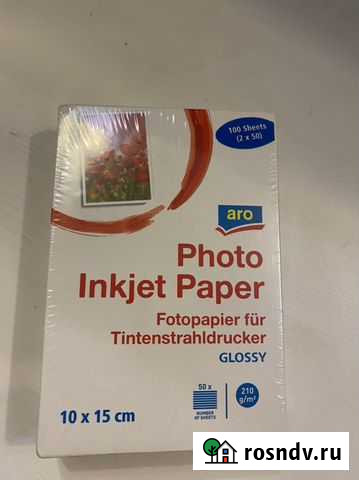 100 Sheets
(2 x 50)
aro
Photo
Inkjet Paper
Fotopapier für
Tintenstrahldrucker
GLOSSY
50 x
NUMBER
OF SHEETS
210
g/m²
10 x 15 cm
rosndv.ru